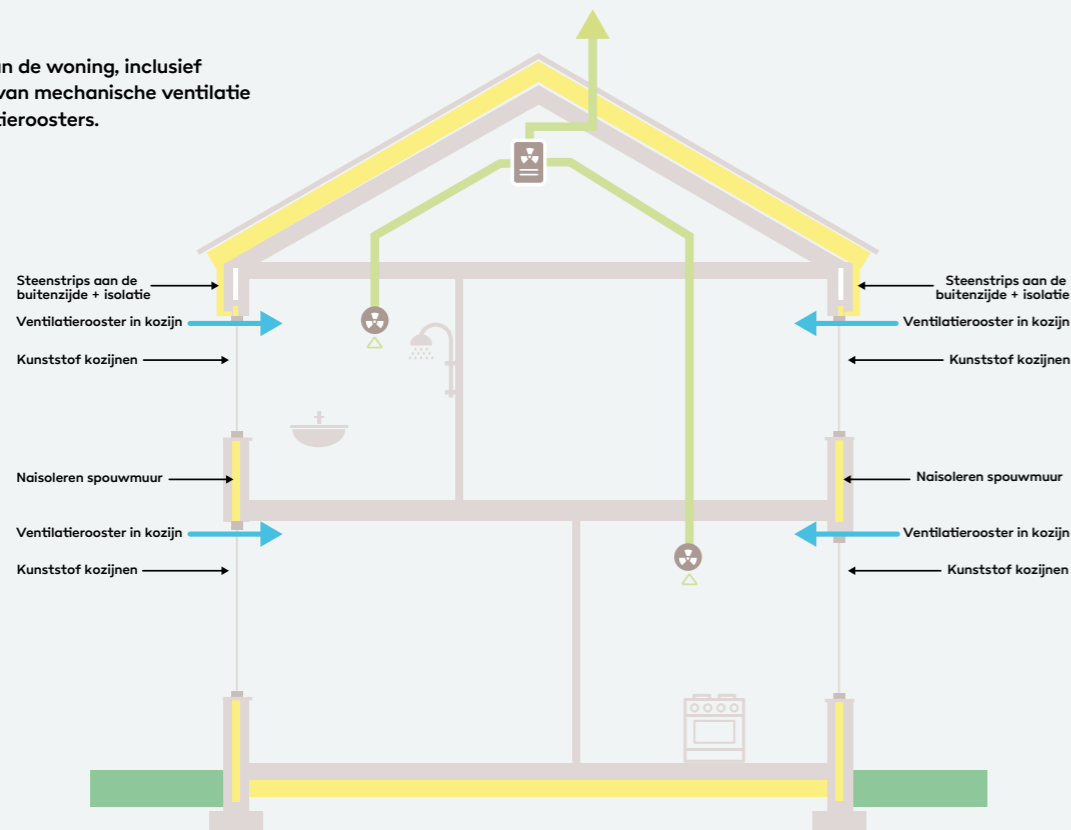 de woning, inclusief
van mechanische ventilatie
Steenstrips aan de
buitenzijde + isolatie
Ventilatierooster in kozijn
Kunststof kozijnen
Naisoleren spouwmuur
Ventilatierooster in kozijn
Kunststof kozijnen
Steenstrips aan de
buitenzijde + isolatie
Ventilatierooster in kozijn
Kunststof kozijnen
Naisoleren spouwmuur
Ventilatierooster in kozijn
Kunststof kozijnen